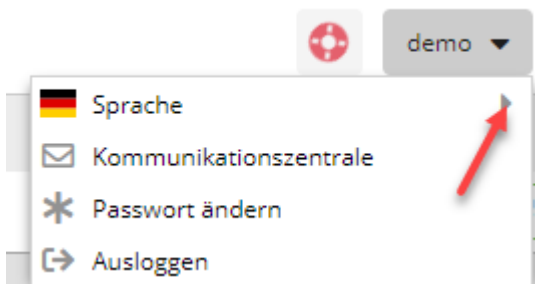 demo
Sprache
Kommunikationszentrale
Passwort ändern
Ausloggen